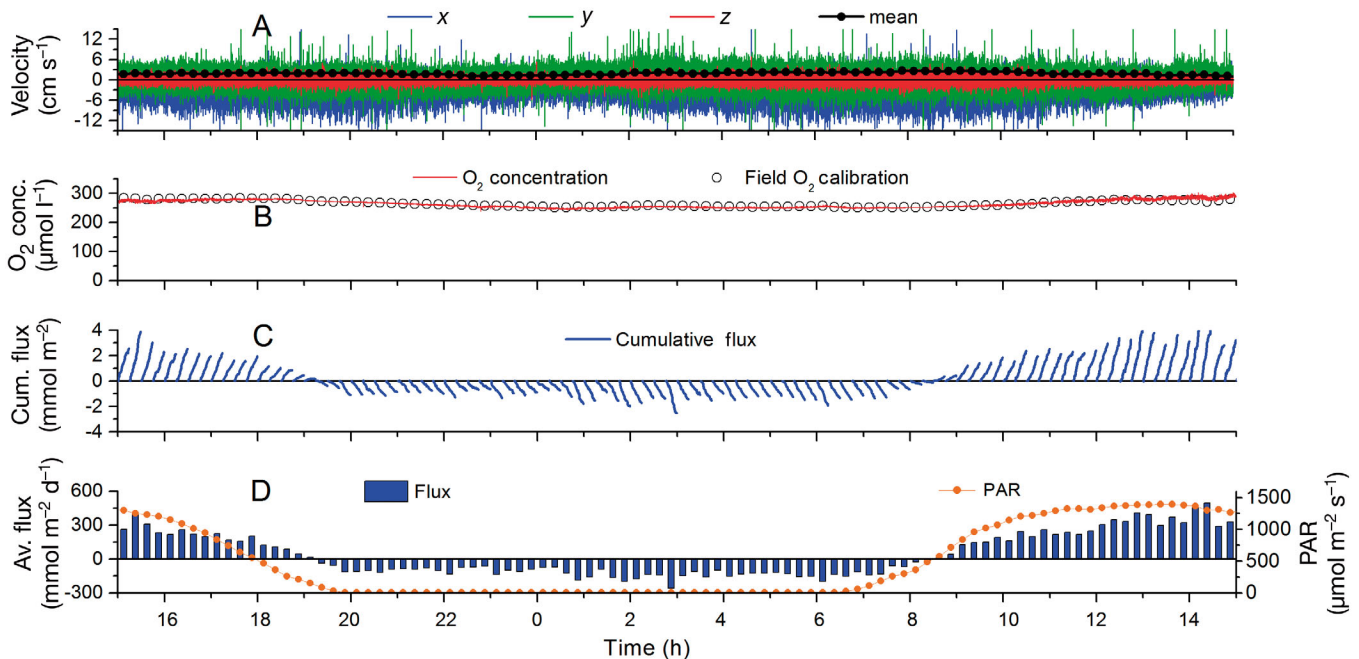 x y z mean
A
Velocity
(cm s⁻¹)
12
6
0
-6
-12
O₂ concentration Field O₂ calibration
B
O₂ conc.
(µmol l⁻¹)
300
200
100
0
C
Cumulative flux
Cum. flux
(mmol m⁻²)
4
2
0
-2
-4
D
Flux
PAR
Av. flux
(mmol m⁻² d⁻¹)
600
300
0
-300
1500
1000
500
0
PAR
(µmol m⁻² s⁻¹)
16 18 20 22 0 2 4 6 8 10 12 14
Time (h)